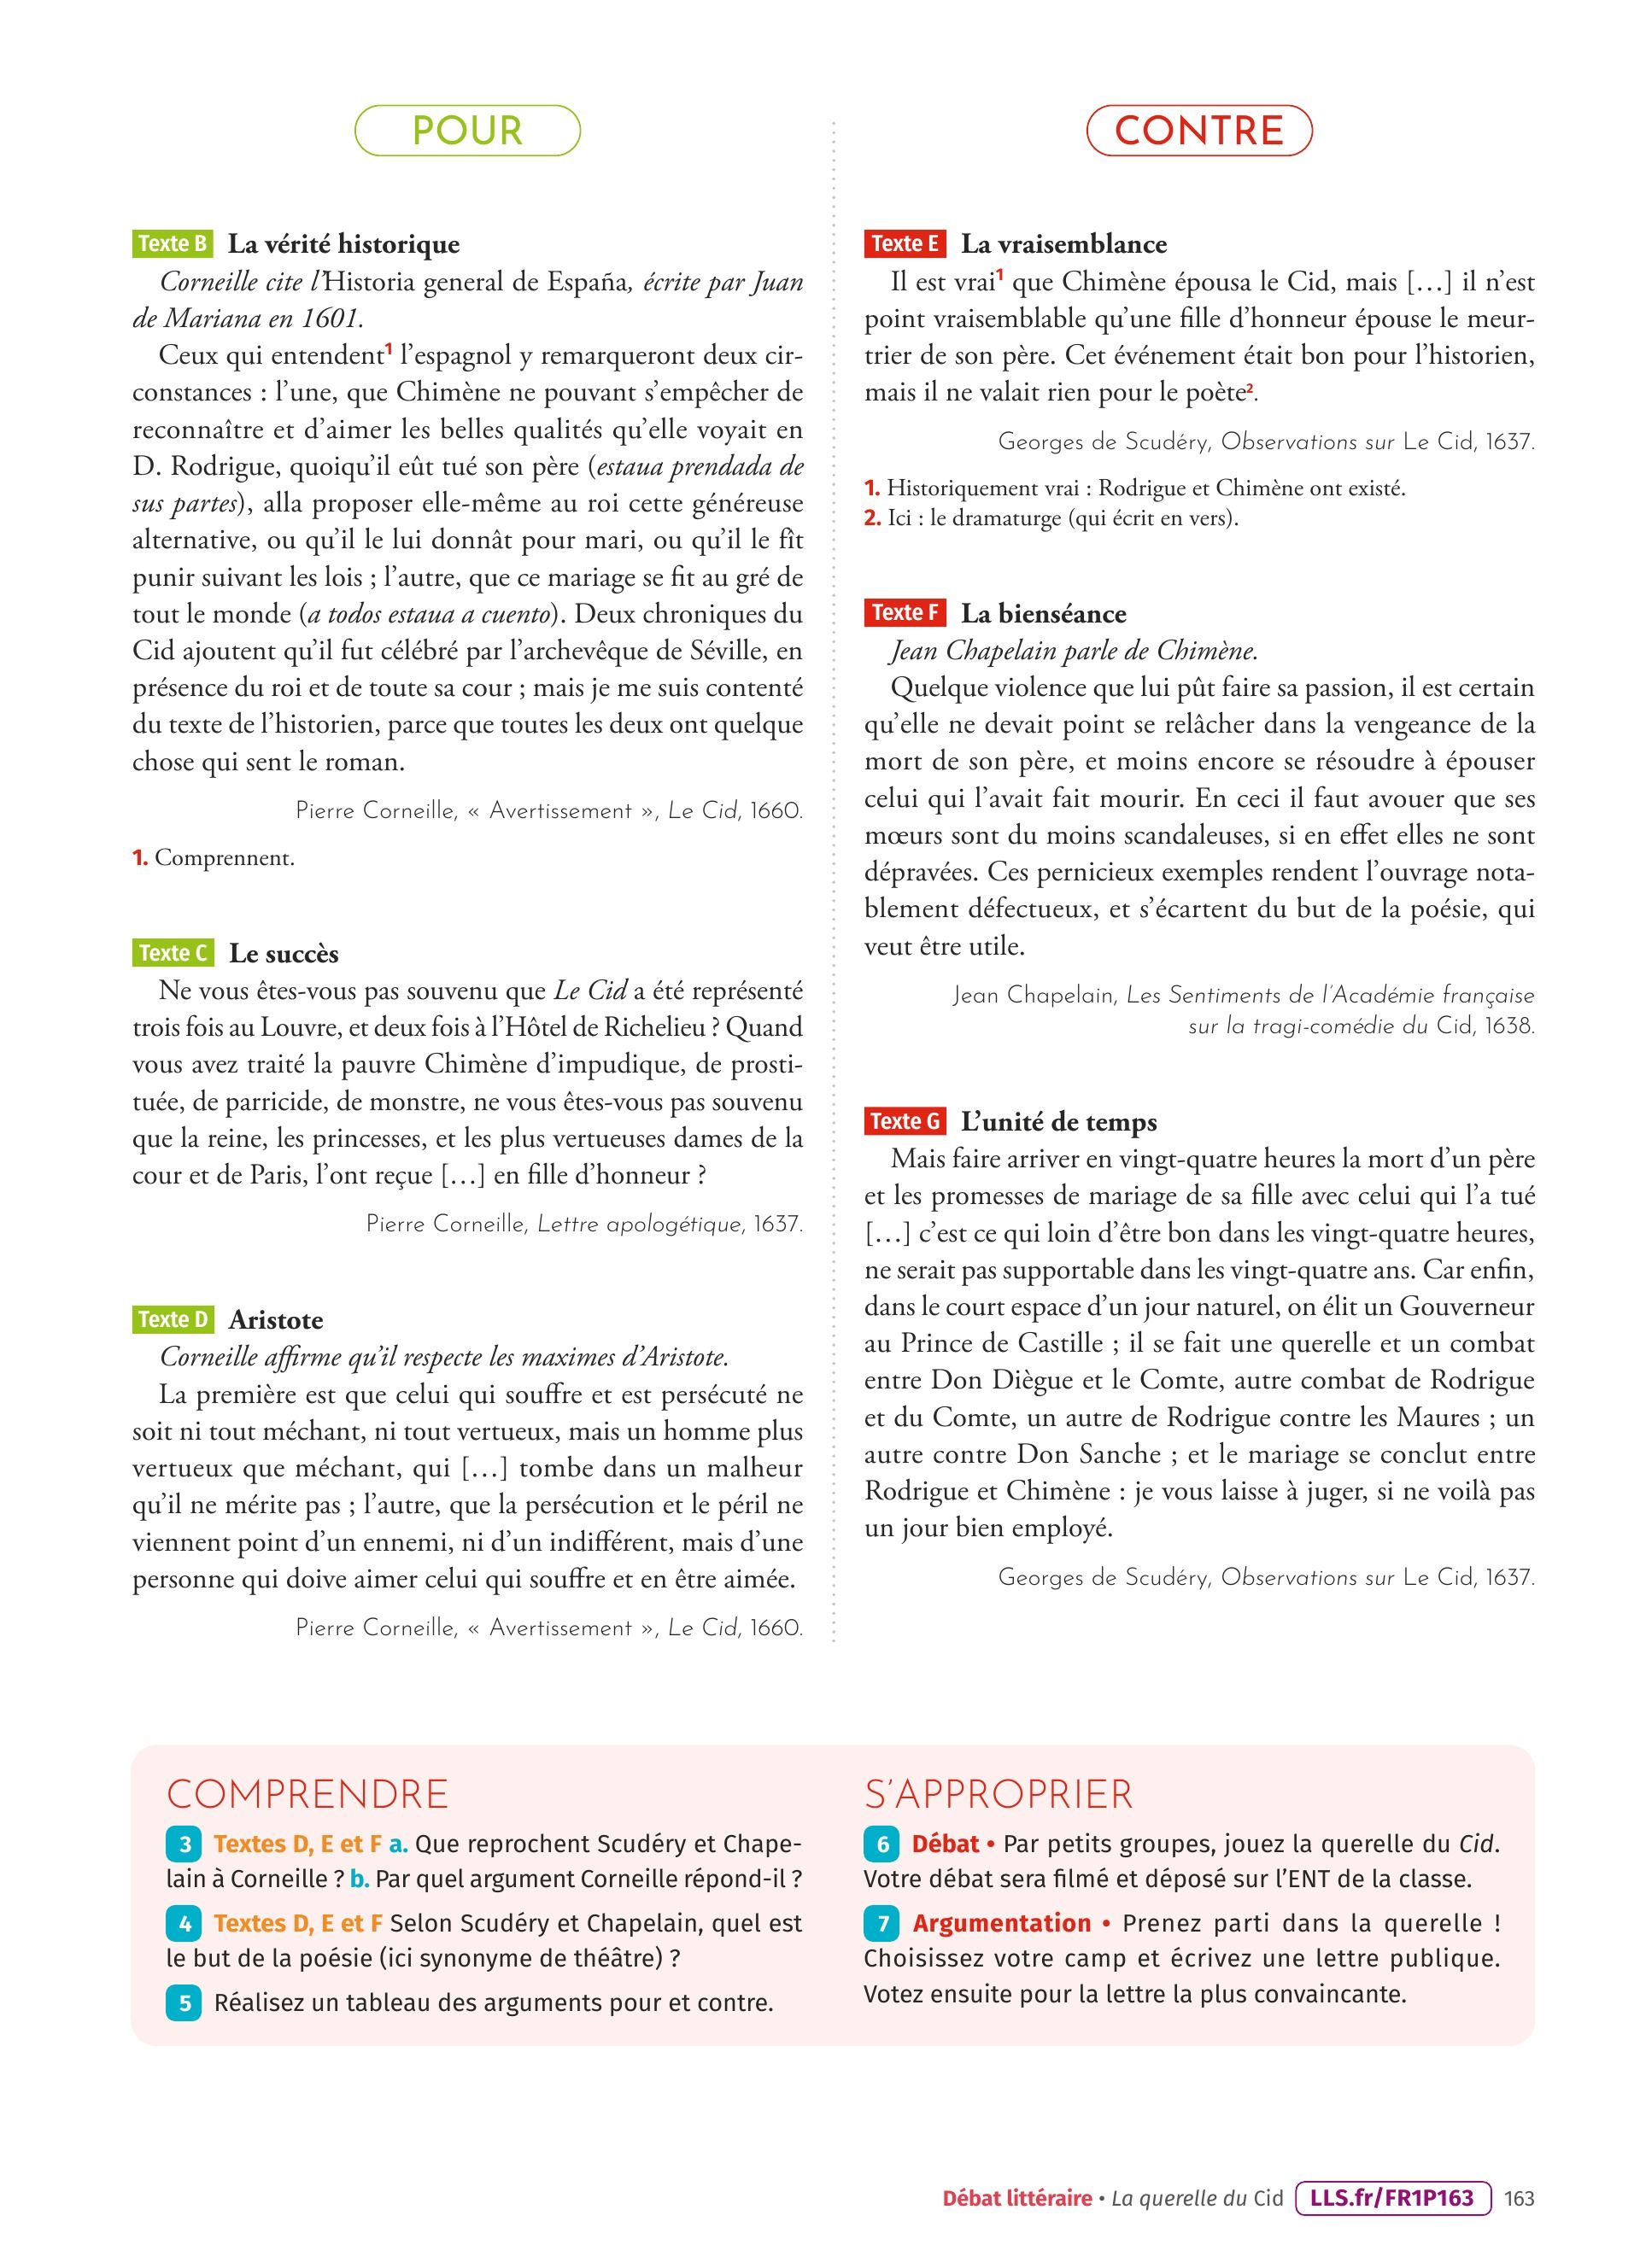 POUR
Texte B La vérité historique
Corneille cite l’Historia general de España, écrite par Juan
de Mariana en 1601.
Ceux qui entendent1 l’espagnol y remarqueront deux cir-
constances : l’une, que Chimène ne pouvant s’empêcher de
reconnaître et d’aimer les belles qualités qu’elle voyait en
D. Rodrigue, quoiqu’il eût tué son père (estaua prendada de
sus partes), alla proposer elle-même au roi cette généreuse
alternative, ou qu’il le lui donnât pour mari, ou qu’il le fît
punir suivant les lois ; l’autre, que ce mariage se fit au gré de
tout le monde (a todos estaua a cuento). Deux chroniques du
Cid ajoutent qu’il fut célébré par l’archevêque de Séville, en
présence du roi et de toute sa cour ; mais je me suis contenté
du texte de l’historien, parce que toutes les deux ont quelque
chose qui sent le roman.
Pierre Corneille, « Avertissement », Le Cid, 1660.
1. Comprennent.
Texte C Le succès
Ne vous êtes-vous pas souvenu que Le Cid a été représenté
trois fois au Louvre, et deux fois à l’Hôtel de Richelieu ? Quand
vous avez traité la pauvre Chimène d’impudique, de prosti-
tuée, de parricide, de monstre, ne vous êtes-vous pas souvenu
que la reine, les princesses, et les plus vertueuses dames de la
cour et de Paris, l’ont reçue […] en fille d’honneur ?
Pierre Corneille, Lettre apologétique, 1637.
Texte D Aristote
Corneille affirme qu’il respecte les maximes d’Aristote.
La première est que celui qui souffre et est persécuté ne
soit ni tout méchant, ni tout vertueux, mais un homme plus
vertueux que méchant, qui […] tombe dans un malheur
qu’il ne mérite pas ; l’autre, que la persécution et le péril ne
viennent point d’un ennemi, ni d’un indifférent, mais d’une
personne qui doive aimer celui qui souffre et en être aimée.
Pierre Corneille, « Avertissement », Le Cid, 1660.
CONTRE
Texte E La vraisemblance
Il est vrai1 que Chimène épousa le Cid, mais […] il n’est
point vraisemblable qu’une fille d’honneur épouse le meur-
trier de son père. Cet événement était bon pour l’historien,
mais il ne valait rien pour le poète2.
Georges de Scudéry, Observations sur Le Cid, 1637.
1. Historiquement vrai : Rodrigue et Chimène ont existé.
2. Ici : le dramaturge (qui écrit en vers).
Texte F La bienséance
Jean Chapelain parle de Chimène.
Quelque violence que lui pût faire sa passion, il est certain
qu’elle ne devait point se relâcher dans la vengeance de la
mort de son père, et moins encore se résoudre à épouser
celui qui l’avait fait mourir. En ceci il faut avouer que ses
mœurs sont du moins scandaleuses, si en effet elles ne sont
dépravées. Ces pernicieux exemples rendent l’ouvrage nota-
blement défectueux, et s’écartent du but de la poésie, qui
veut être utile.
Jean Chapelain, Les Sentiments de l’Académie française
sur la tragi-comédie du Cid, 1638.
Texte G L’unité de temps
Mais faire arriver en vingt-quatre heures la mort d’un père
et les promesses de mariage de sa fille avec celui qui l’a tué
[…] c’est ce qui loin d’être bon dans les vingt-quatre heures,
ne serait pas supportable dans les vingt-quatre ans. Car enfin,
dans le court espace d’un jour naturel, on élit un Gouverneur
au Prince de Castille ; il se fait une querelle et un combat
entre Don Diègue et le Comte, autre combat de Rodrigue
et du Comte, un autre de Rodrigue contre les Maures ; un
autre contre Don Sanche ; et le mariage se conclut entre
Rodrigue et Chimène : je vous laisse à juger, si ne voilà pas
un jour bien employé.
Georges de Scudéry, Observations sur Le Cid, 1637.
COMPRENDRE
3 Textes D, E et F a. Que reprochent Scudéry et Chape-
lain à Corneille ? b. Par quel argument Corneille répond-il ?
4 Textes D, E et F Selon Scudéry et Chapelain, quel est
le but de la poésie (ici synonyme de théâtre) ?
5 Réalisez un tableau des arguments pour et contre.
S’APPROPRIER
6 Débat • Par petits groupes, jouez la querelle du Cid.
Votre débat sera filmé et déposé sur l’ENT de la classe.
7 Argumentation • Prenez parti dans la querelle !
Choisissez votre camp et écrivez une lettre publique.
Votez ensuite pour la lettre la plus convaincante.
Débat littéraire • La querelle du Cid LLS.fr/FR1P163 163